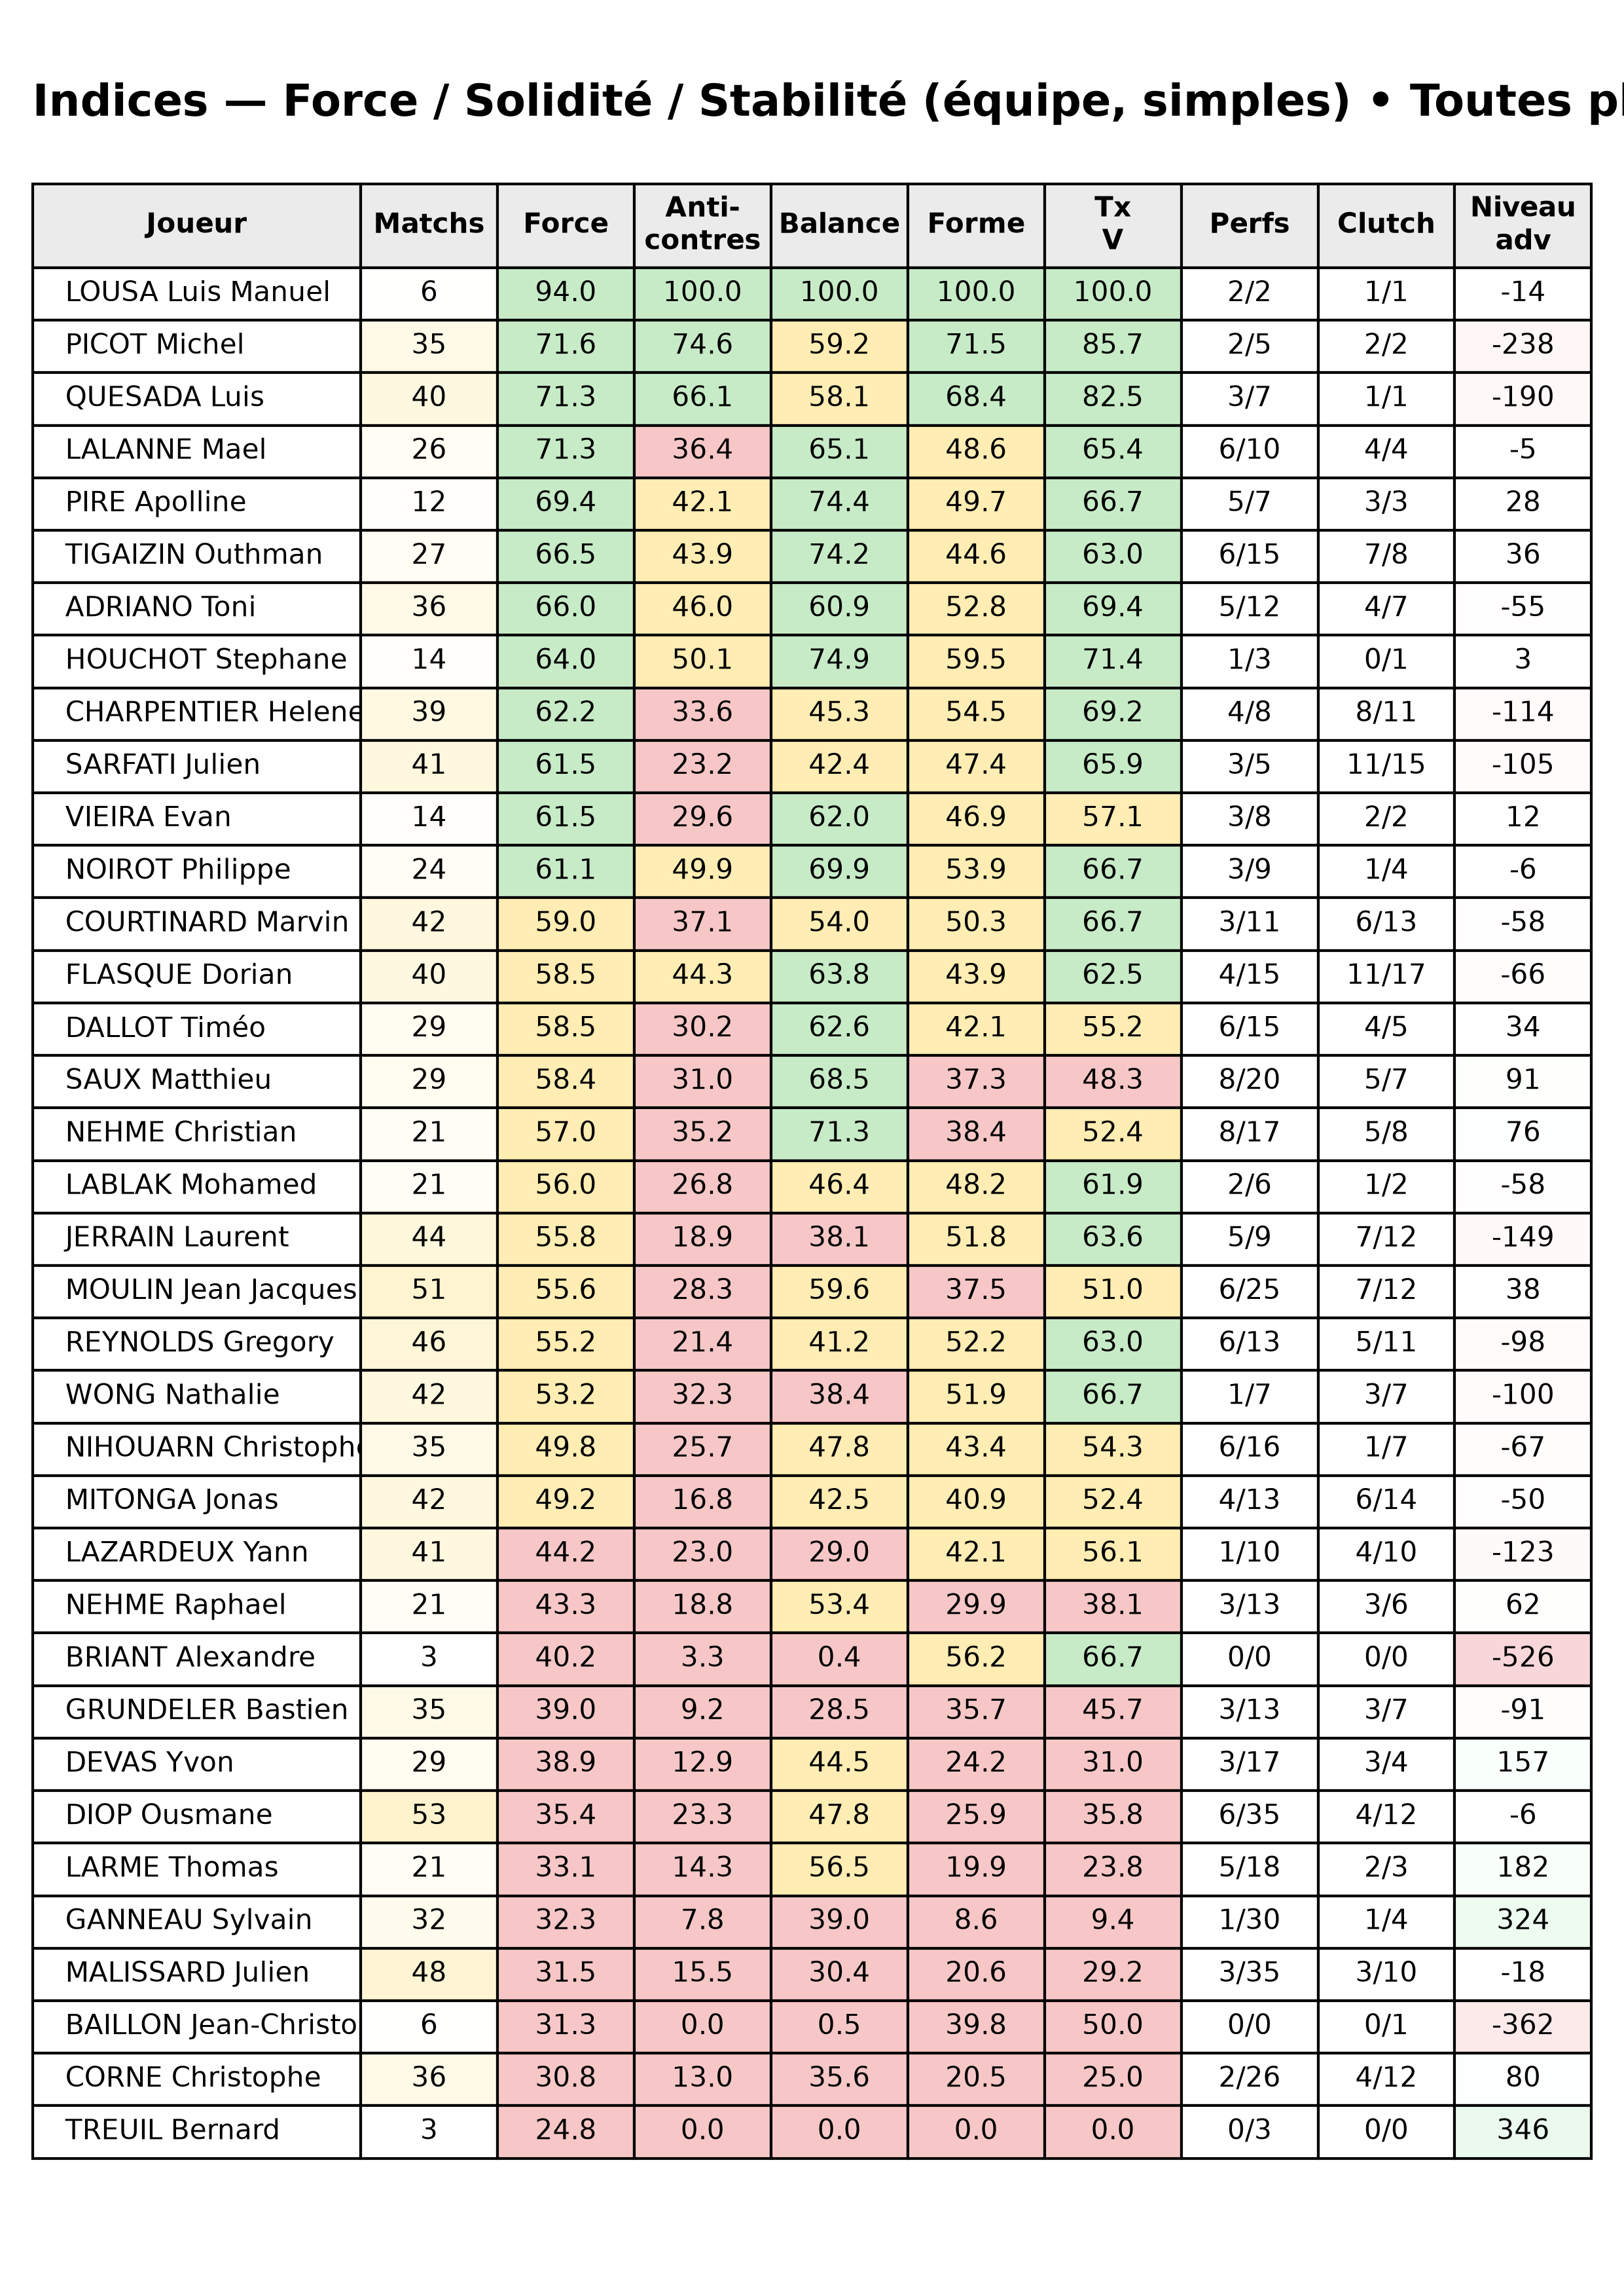 Indices — Force / Solidité / Stabilité (équipe, simples) • Toutes
Joueur Matchs Force Anti-contres Balance Forme Tx V Perfs Clutch Niveau adv
LOUSA Luis Manuel 6 94.0 100.0 100.0 100.0 100.0 2/2 1/1 -14
PICOT Michel 35 71.6 74.6 59.2 71.5 85.7 2/5 2/2 -238
QUESADA Luis 40 71.3 66.1 58.1 68.4 82.5 3/7 1/1 -190
LALANNE Mael 26 71.3 36.4 65.1 48.6 65.4 6/10 4/4 -5
PIRE Apolline 12 69.4 42.1 74.4 49.7 66.7 5/7 3/3 28
TIGAIZIN Outhman 27 66.5 43.9 74.2 44.6 63.0 6/15 7/8 36
ADRIANO Toni 36 66.0 46.0 60.9 52.8 69.4 5/12 4/7 -55
HOUCHOT Stephane 14 64.0 50.1 74.9 59.5 71.4 1/3 0/1 3
CHARPENTIER Helene 39 62.2 33.6 45.3 54.5 69.2 4/8 8/11 -114
SARFATI Julien 41 61.5 23.2 42.4 47.4 65.9 3/5 11/15 -105
VIEIRA Evan 14 61.5 29.6 62.0 46.9 57.1 3/8 2/2 12
NOIROT Philippe 24 61.1 49.9 69.9 53.9 66.7 3/9 1/4 -6
COURTINARD Marvin 42 59.0 37.1 54.0 50.3 66.7 3/11 6/13 -58
FLASQUE Dorian 40 58.5 44.3 63.8 43.9 62.5 4/15 11/17 -66
DALLOT Timéo 29 58.5 30.2 62.6 42.1 55.2 6/15 4/5 34
SAUX Matthieu 29 58.4 31.0 68.5 37.3 48.3 8/20 5/7 91
NEHME Christian 21 57.0 35.2 71.3 38.4 52.4 8/17 5/8 76
LABLAK Mohamed 21 56.0 26.8 46.4 48.2 61.9 2/6 1/2 -58
JERRAIN Laurent 44 55.8 18.9 38.1 51.8 63.6 5/9 7/12 -149
MOULIN Jean Jacques 51 55.6 28.3 59.6 37.5 51.0 6/25 7/12 38
REYNOLDS Gregory 46 55.2 21.4 41.2 52.2 63.0 6/13 5/11 -98
WONG Nathalie 42 53.2 32.3 38.4 51.9 66.7 1/7 3/7 -100
NIHOUARN Christophe 35 49.8 25.7 47.8 43.4 54.3 6/16 1/7 -67
MITONGA Jonas 42 49.2 16.8 42.5 40.9 52.4 4/13 6/14 -50
LAZARDEUX Yann 41 44.2 23.0 29.0 42.1 56.1 1/10 4/10 -123
NEHME Raphael 21 43.3 18.8 53.4 29.9 38.1 3/13 3/6 62
BRIANT Alexandre 3 40.2 3.3 0.4 56.2 66.7 0/0 0/0 -526
GRUNDELER Bastien 35 39.0 9.2 28.5 35.7 45.7 3/13 3/7 -91
DEVAS Yvon 29 38.9 12.9 44.5 24.2 31.0 3/17 3/4 157
DIOP Ousmane 53 35.4 23.3 47.8 25.9 35.8 6/35 4/12 -6
LARME Thomas 21 33.1 14.3 56.5 19.9 23.8 5/18 2/3 182
GANNEAU Sylvain 32 32.3 7.8 39.0 8.6 9.4 1/30 1/4 324
MALISSARD Julien 48 31.5 15.5 30.4 20.6 29.2 3/35 3/10 -18
BAILLON Jean-Christo 6 31.3 0.0 0.5 39.8 50.0 0/0 0/1 -362
CORNE Christophe 36 30.8 13.0 35.6 20.5 25.0 2/26 4/12 80
TREUIL Bernard 3 24.8 0.0 0.0 0.0 0.0 0/3 0/0 346